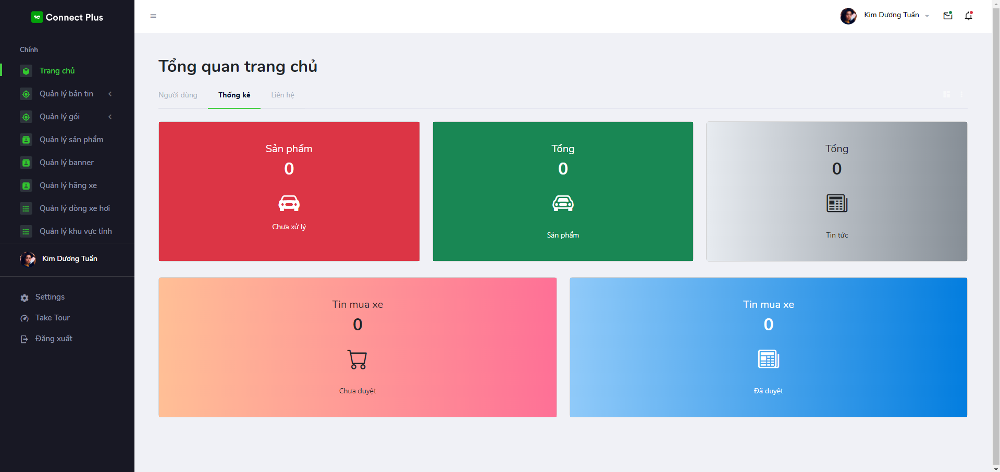 Connect Plus
Kim Dương Tuấn
Chính
Trang chủ
Quản lý bản tin
Quản lý gói
Quản lý sản phẩm
Quản lý banner
Quản lý hãng xe
Quản lý dòng xe hơi
Quản lý khu vực tỉnh
Kim Dương Tuấn
Settings
Take Tour
Đăng xuất
Tổng quan trang chủ
Người dùng
Thống kê
Liên hệ
Sản phẩm
0
Chưa xử lý
Tổng
0
Sản phẩm
Tổng
0
Tin tức
Tin mua xe
0
Chưa duyệt
Tin mua xe
0
Đã duyệt